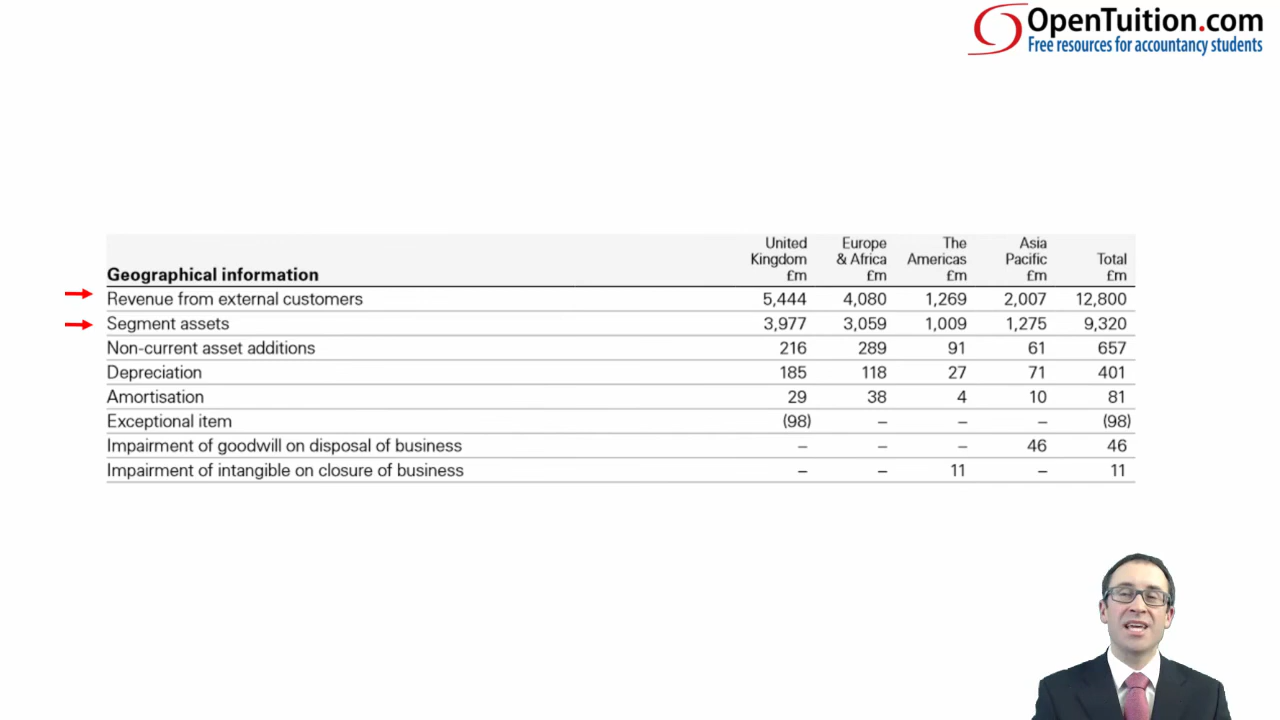 OpenTuition.com
Free resources for accountancy students
United Europe The Asia
Kingdom & Africa Americas Pacific Total
Geographical information £m £m £m £m £m
Revenue from external customers 5,444 4,080 1,269 2,007 12,800
Segment assets 3,977 3,059 1,009 1,275 9,320
Non-current asset additions 216 289 91 61 657
Depreciation 185 118 27 71 401
Amortisation 29 38 4 10 81
Exceptional item (98) – – – (98)
Impairment of goodwill on disposal of business – – – 46 46
Impairment of intangible on closure of business – – 11 – 11